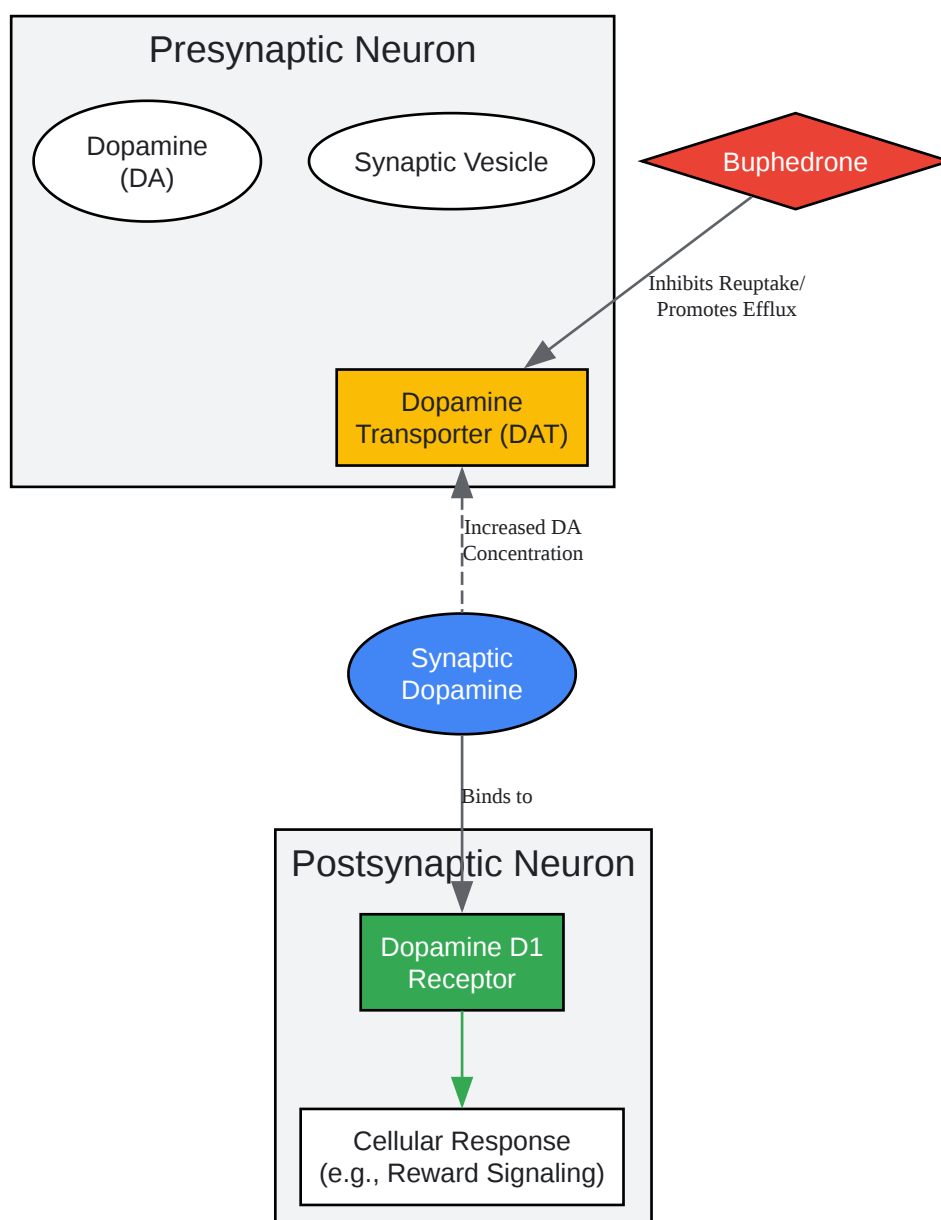 Presynaptic Neuron
Dopamine
(DA)
Synaptic Vesicle
Buphedrone
Inhibits Reuptake/
Promotes Efflux
Dopamine
Transporter (DAT)
Increased DA
Concentration
Synaptic
Dopamine
Binds to
Postsynaptic Neuron
Dopamine D1
Receptor
Cellular Response
(e.g., Reward Signaling)